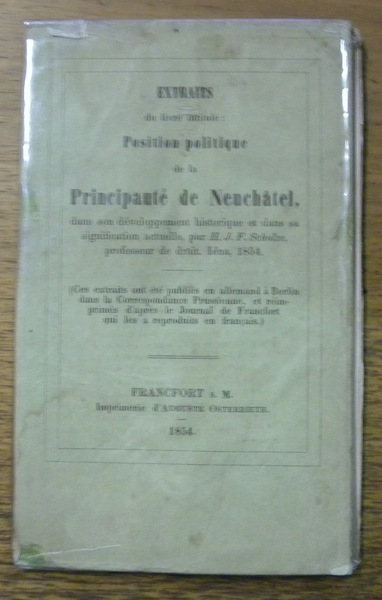 EXTRAITS
du livre intitulé:
Position politique
de la
Principauté de Neuchâtel,
dans son développement historique et dans sa
signification actuelle, par H. J. F. Schulze,
professeur de droit. Iéna, 1854.
(Ces extraits ont été publiés en allemand à Berlin
dans la Correspondance Prussienne, et réim-
primés d'après le Journal de Francfort
qui les a reproduits en français.)
FRANCFORT s. M.
Imprimerie d'AUGUSTE OSTERRIETH.
1854.